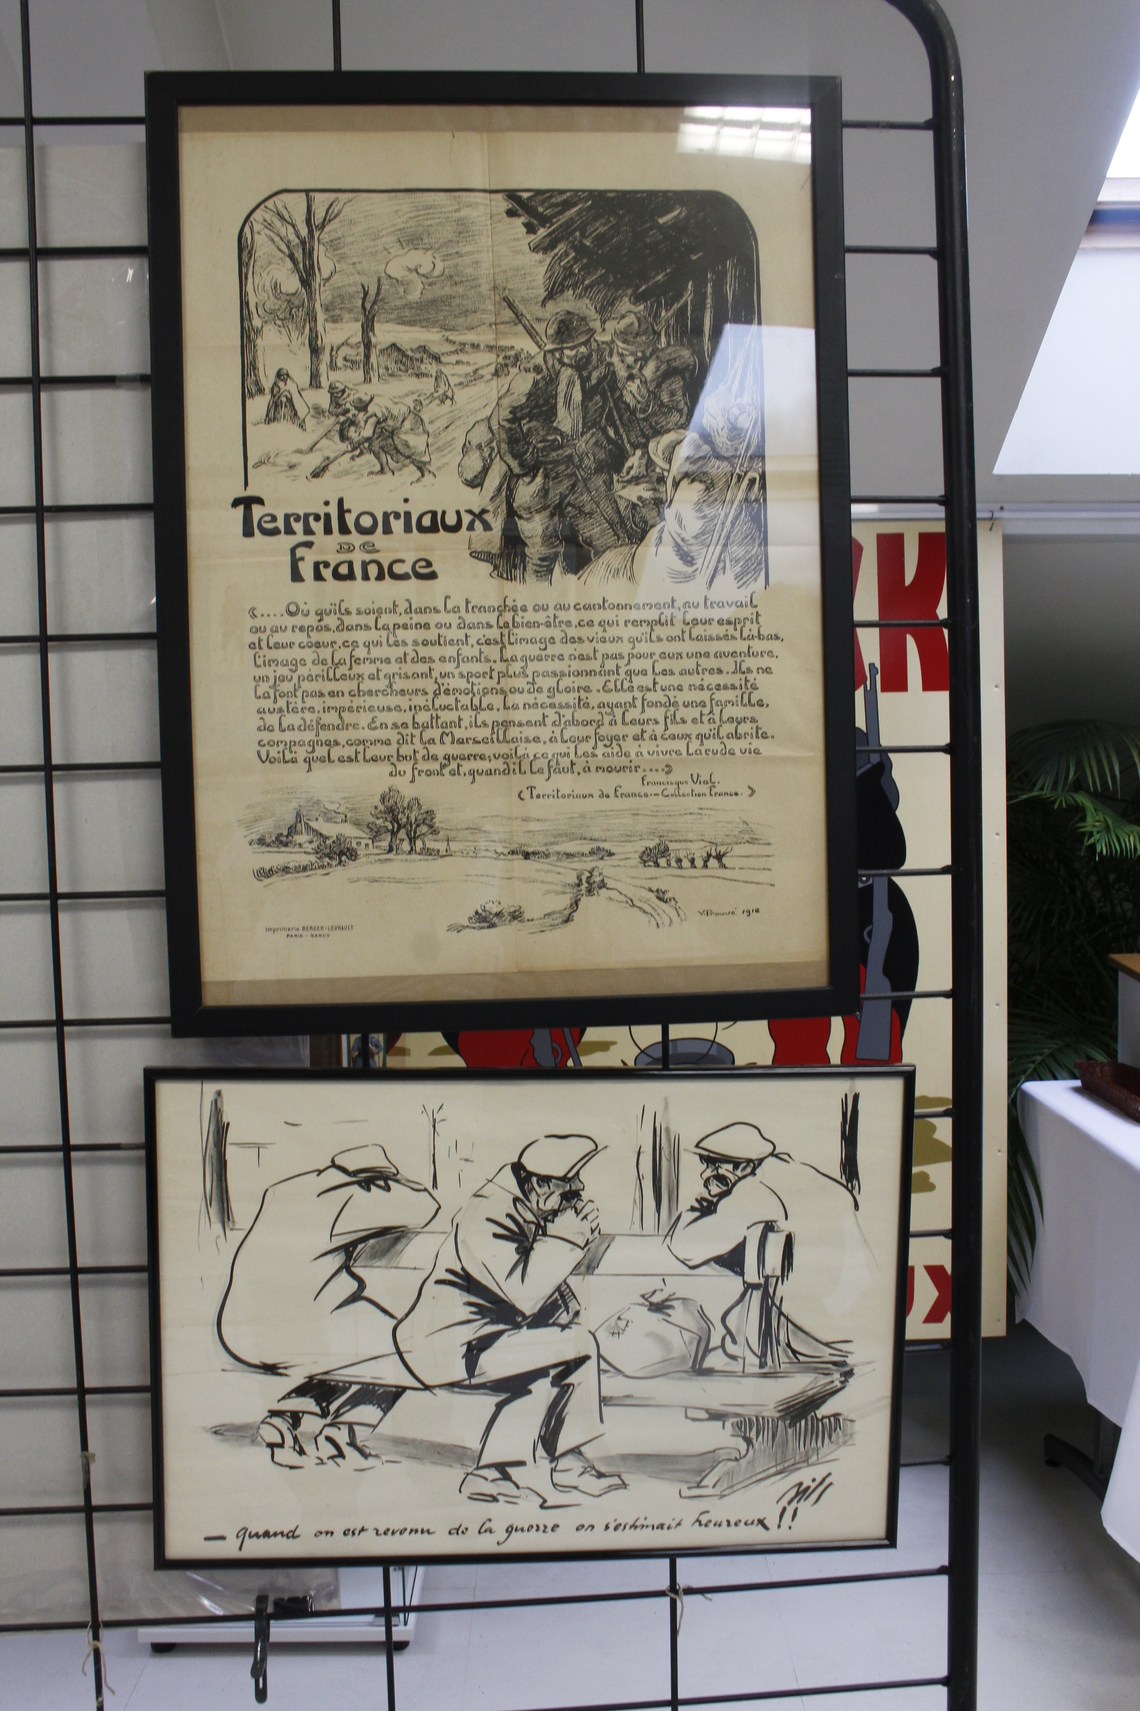 Territoriaux
DE
France
«....Où qu'ils soient, dans la tranchée ou au cantonnement, au travail
ou au repos, dans la peine ou dans le bien-être, ce qui remplit leur esprit
et leur coeur, ce qui les soutient, c'est l'image des vieux qu'ils ont laissés là-bas,
l'image de la femme et des enfants. La guerre n'est pas pour eux une aventure,
un jeu périlleux et grisant, un sport plus passionnant que les autres. Ils ne
la font pas en chercheurs d'émotions ou de gloire. Elle est une nécessité
austère, impérieuse, inéluctable, la nécessité, ayant fondé une famille,
de la défendre. En se battant, ils pensent d'abord à leurs fils et à leurs
compagnes, comme dit la Marseillaise, à leur foyer et à ceux qu'il abrite.
Voilà quel est leur but de guerre, voilà ce qui les aide à vivre la rude vie
du front et, quand il le faut, à mourir....»
Francisque Vial.
(Territoriaux de France.-Collection France.)
1918
Imprimerie BERGER-LEVRAULT
PARIS - NANCY
KK
UX
— quand on est revenu de la guerre on s'estimait heureux !!